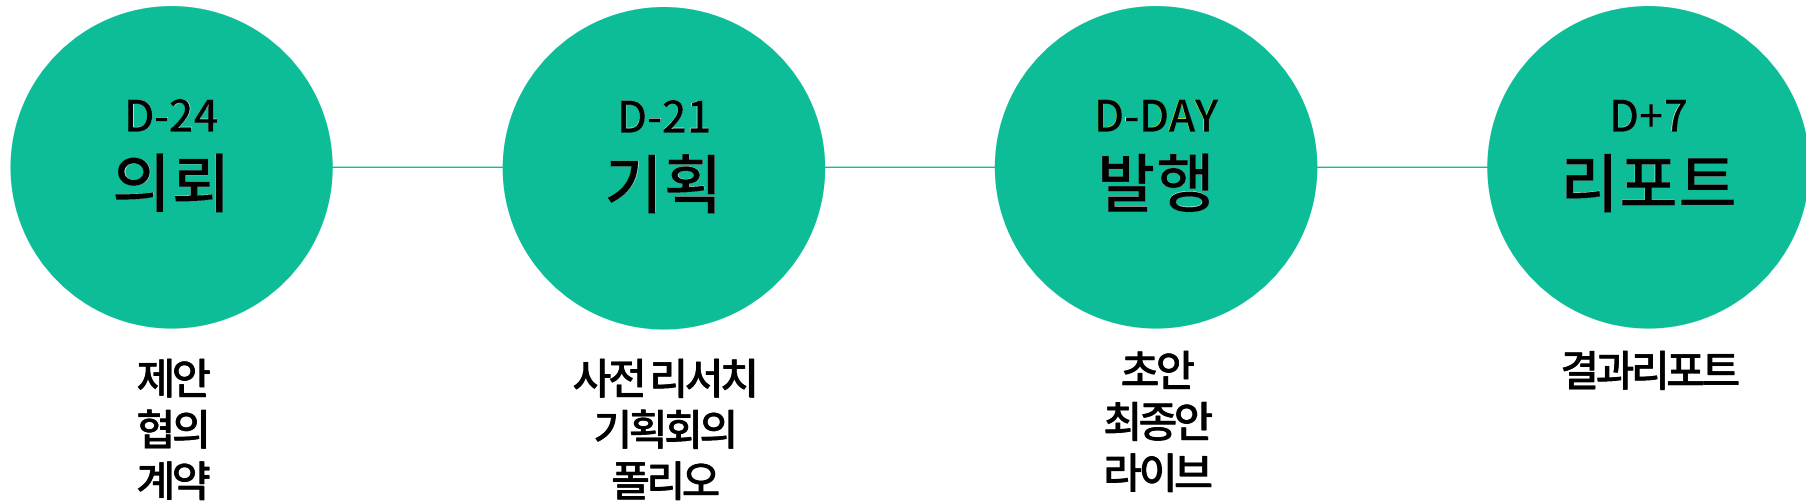 D-24
의뢰
제안
협의
계약
D-21
기획
사전 리서치
기획회의
폴리오
D-DAY
발행
초안
최종안
라이브
D+7
리포트
결과리포트